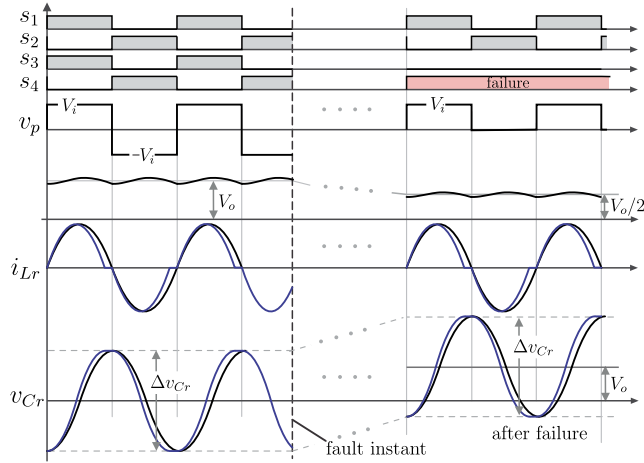 s1
s2
s3
s4
failure
Vi
Vi
vp
-Vi
Vo
Vo/2
iLr
ΔvCr
ΔvCr
vCr
Vo
fault instant
after failure